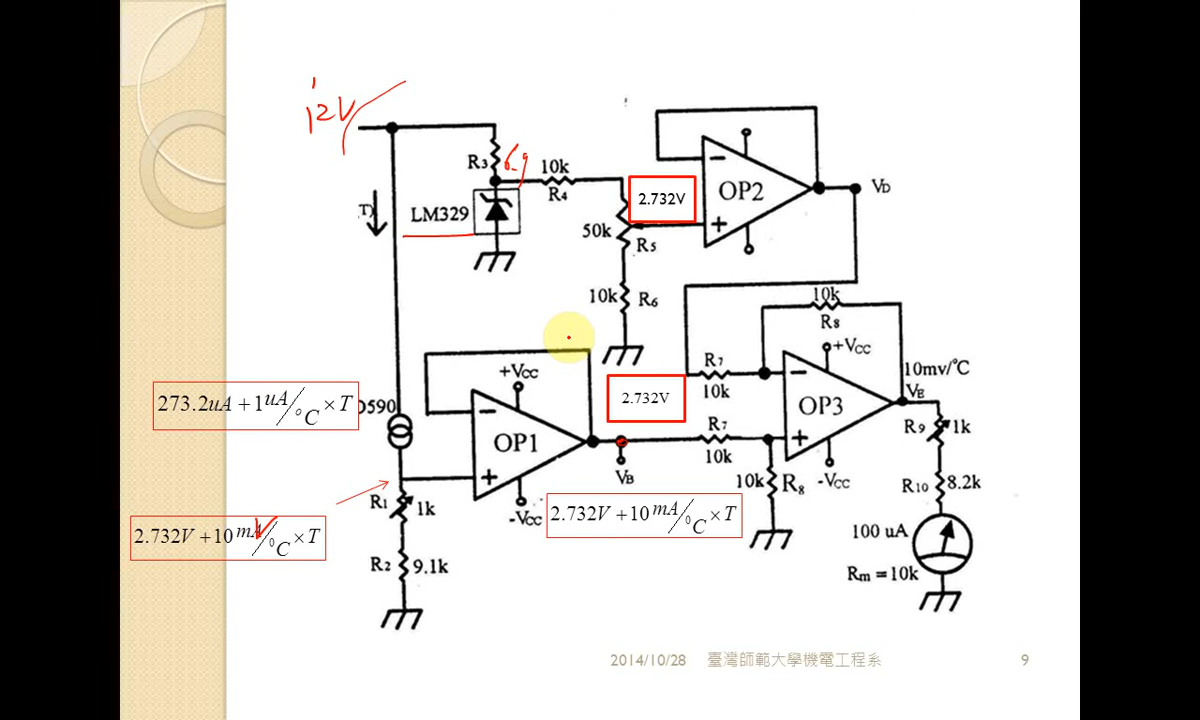 12V
R3
6.9
10k
R4
LM329
50k
R5
10k
R6
2.732V
OP2
−
+
VD
10k
R8
+VCC
10mv/°C
VE
R7
10k
−
OP3
+
-VCC
R9
1k
R10
8.2k
100 uA
Rm = 10k
2.732V
R7
10k
10k
R8
273.2uA + 1uA/°C × T
+VCC
−
OP1
+
-VCC
VB
2.732V + 10mA/°C × T
R1
1k
2.732V + 10mV/°C × T
R2
9.1k
2014/10/28
臺灣師範大學機電工程系
9